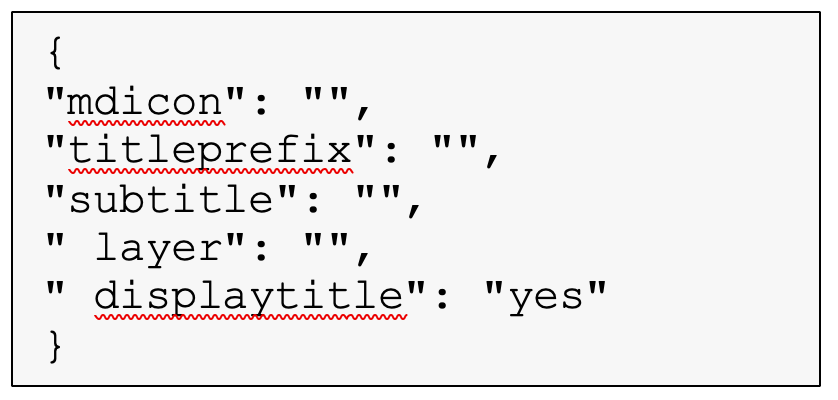 {
"mdicon": "",
"titleprefix": "",
"subtitle": "",
" layer": "",
" displaytitle": "yes"
}